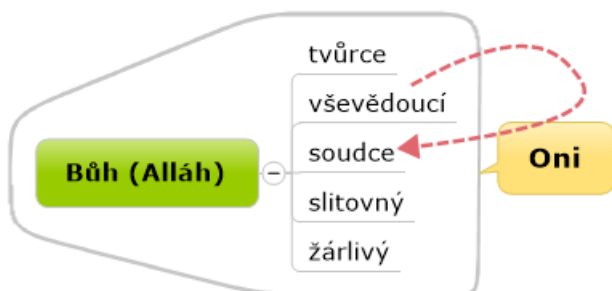 tvůrce
vševědoucí
Bůh (Alláh)
soudce
Oni
slitovný
žárlivý